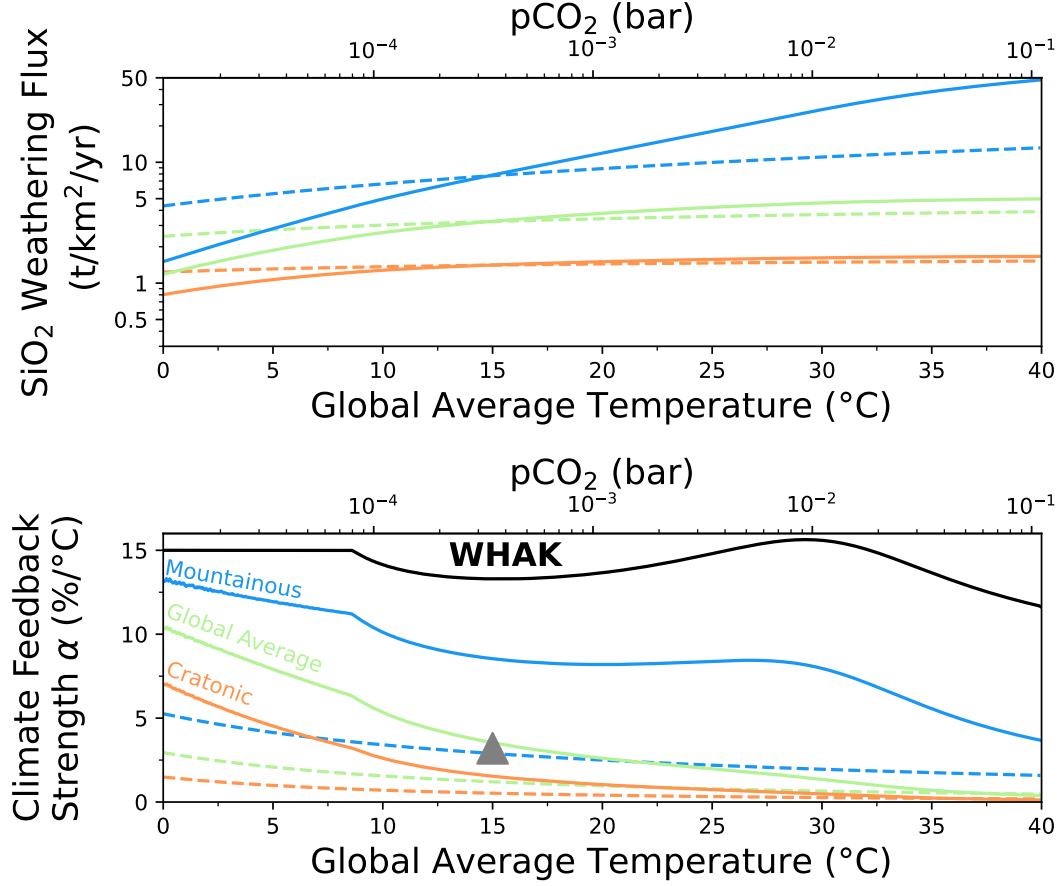 pCO₂ (bar)
10⁻⁴ 10⁻³ 10⁻² 10⁻¹
SiO₂ Weathering Flux
(t/km²/yr)
50
10
5
1
0.5
0 5 10 15 20 25 30 35 40
Global Average Temperature (°C)
pCO₂ (bar)
10⁻⁴ 10⁻³ 10⁻² 10⁻¹
Climate Feedback
Strength α (%/°C)
15
10
5
0
WHAK
Mountainous
Global Average
Cratonic
0 5 10 15 20 25 30 35 40
Global Average Temperature (°C)